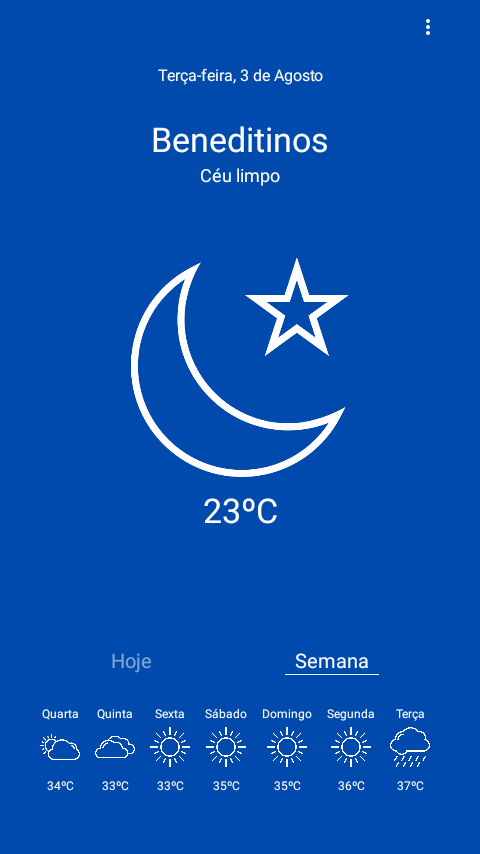 Terça-feira, 3 de Agosto
Beneditinos
Céu limpo
23ºC
Hoje Semana
Quarta Quinta Sexta Sábado Domingo Segunda Terça
34ºC 33ºC 33ºC 35ºC 35ºC 36ºC 37ºC